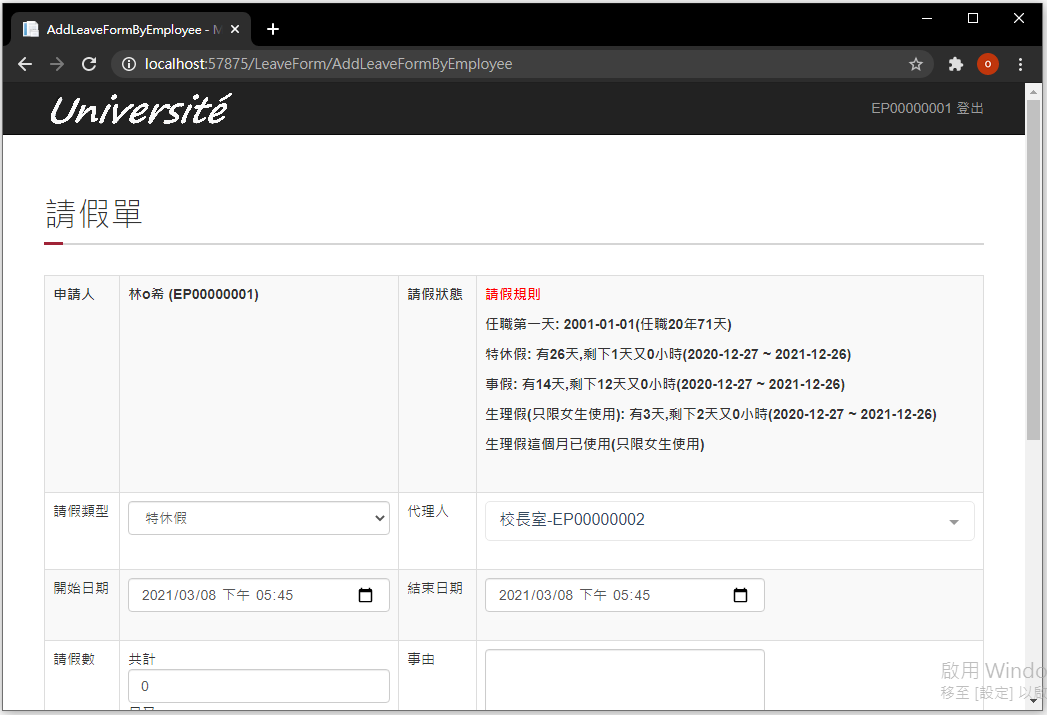 AddLeaveFormByEmployee - M
localhost:57875/LeaveForm/AddLeaveFormByEmployee
o
Université
EP00000001 登出
請假單
申請人
林o希 (EP00000001)
請假狀態
請假規則
任職第一天: 2001-01-01(任職20年71天)
特休假: 有26天,剩下1天又0小時(2020-12-27 ~ 2021-12-26)
事假: 有14天,剩下12天又0小時(2020-12-27 ~ 2021-12-26)
生理假(只限女生使用): 有3天,剩下2天又0小時(2020-12-27 ~ 2021-12-26)
生理假這個月已使用(只限女生使用)
請假類型
特休假
代理人
校長室-EP00000002
開始日期
2021/03/08 下午 05:45
結束日期
2021/03/08 下午 05:45
請假數
共計
0
事由
啟用 Windo
移至 [設定] 以啟